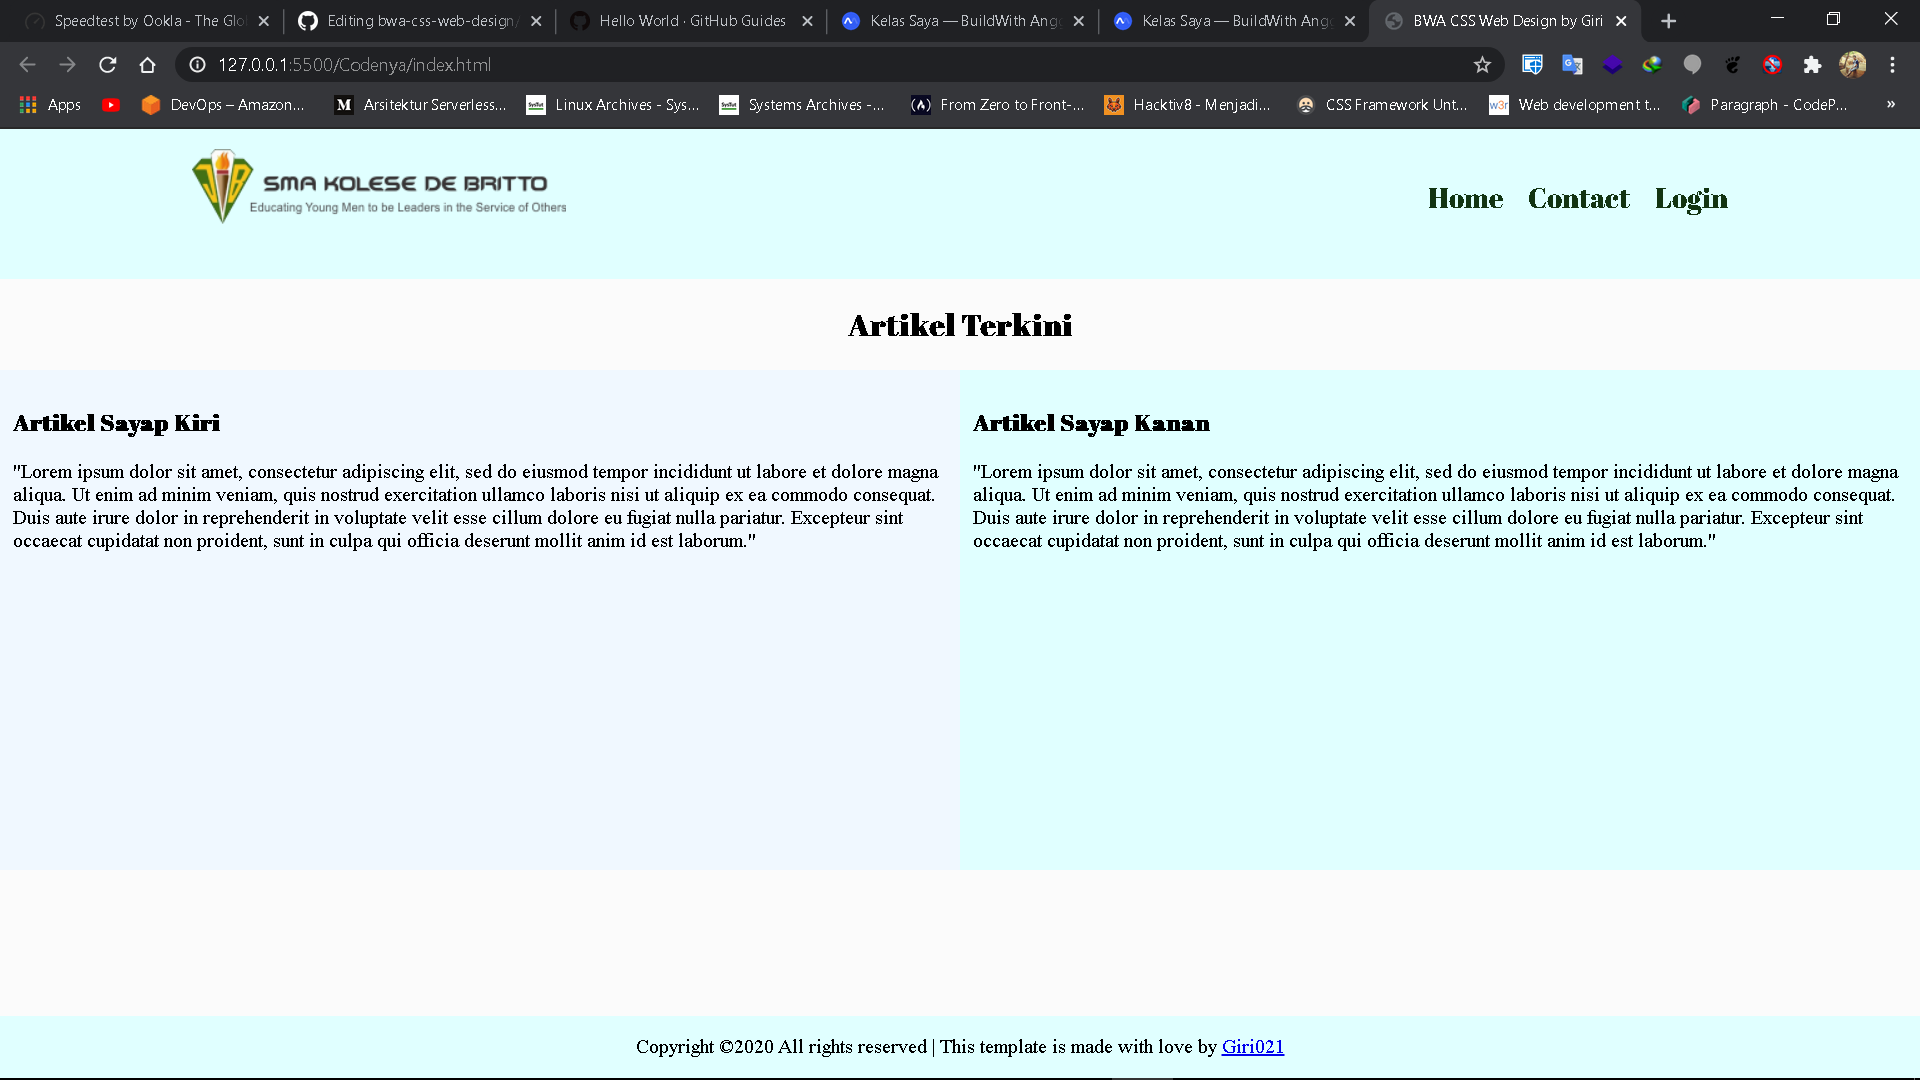 Speedtest by Ookla - The Glo
Editing bwa-css-web-design/
Hello World · GitHub Guides
Kelas Saya — BuildWith Ang
Kelas Saya — BuildWith Ang
BWA CSS Web Design by Giri
127.0.0.1:5500/Codenya/index.html
Apps
DevOps – Amazon...
Arsitektur Serverless...
Linux Archives - Sys...
Systems Archives -...
From Zero to Front-...
Hacktiv8 - Menjadi...
CSS Framework Unt...
Web development t...
Paragraph - CodeP...
»
SMA KOLESE DE BRITTO
Educating Young Men to be Leaders in the Service of Others
Home Contact Login
Artikel Terkini
Artikel Sayap Kiri
"Lorem ipsum dolor sit amet, consectetur adipiscing elit, sed do eiusmod tempor incididunt ut labore et dolore magna
aliqua. Ut enim ad minim veniam, quis nostrud exercitation ullamco laboris nisi ut aliquip ex ea commodo consequat.
Duis aute irure dolor in reprehenderit in voluptate velit esse cillum dolore eu fugiat nulla pariatur. Excepteur sint
occaecat cupidatat non proident, sunt in culpa qui officia deserunt mollit anim id est laborum."
Artikel Sayap Kanan
"Lorem ipsum dolor sit amet, consectetur adipiscing elit, sed do eiusmod tempor incididunt ut labore et dolore magna
aliqua. Ut enim ad minim veniam, quis nostrud exercitation ullamco laboris nisi ut aliquip ex ea commodo consequat.
Duis aute irure dolor in reprehenderit in voluptate velit esse cillum dolore eu fugiat nulla pariatur. Excepteur sint
occaecat cupidatat non proident, sunt in culpa qui officia deserunt mollit anim id est laborum."
Copyright ©2020 All rights reserved | This template is made with love by Giri021